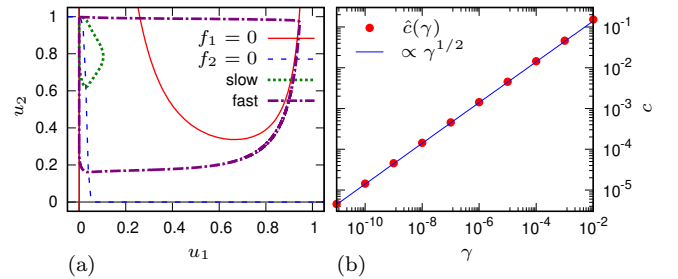 1
0.8
0.6
0.4
0.2
0
u₂
f₁ = 0
f₂ = 0
slow
fast
0 0.2 0.4 0.6 0.8 1
u₁
(a)
ĉ(γ)
∝ γ^{1/2}
10^{-1}
10^{-2}
10^{-3}
10^{-4}
10^{-5}
c
10^{-10} 10^{-8} 10^{-6} 10^{-4} 10^{-2}
γ
(b)